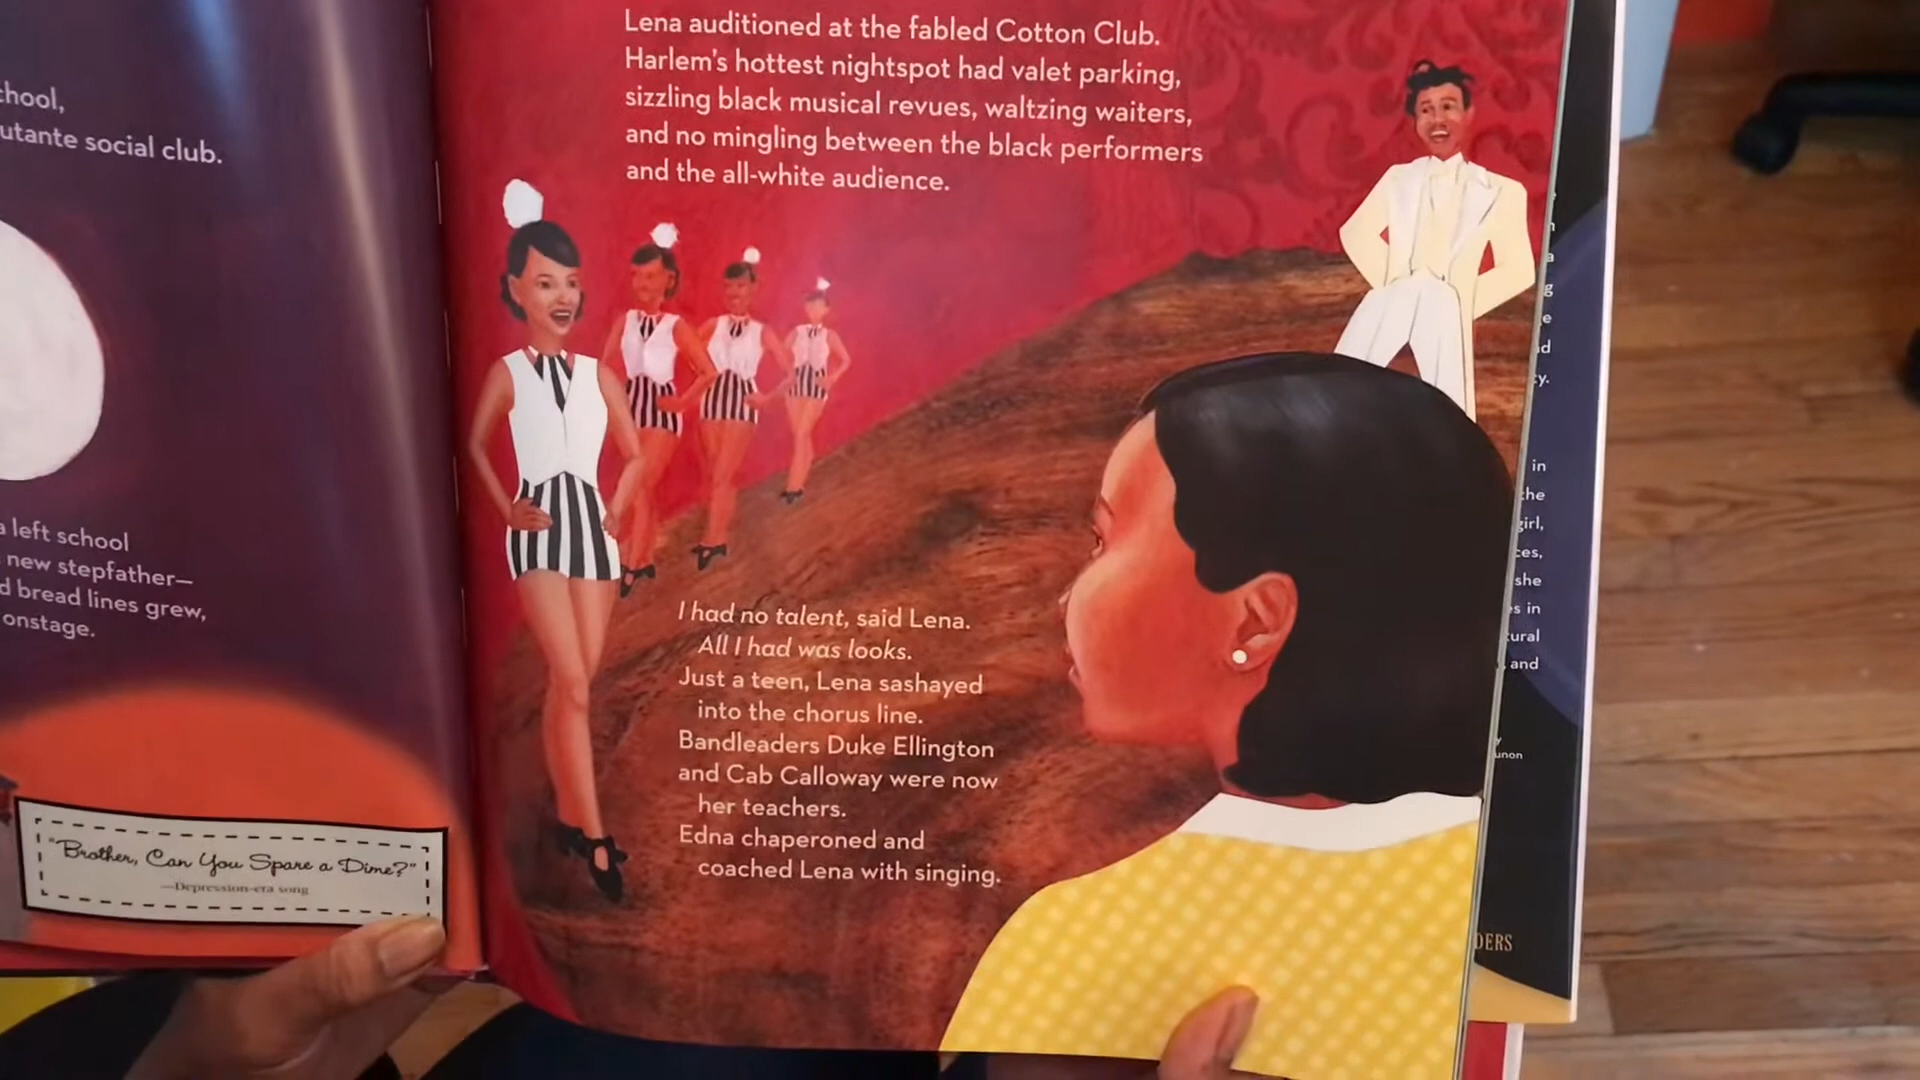 social club.
left school
new stepfather—
bread lines grew,
onstage.
"Brother, Can You Spare a Dime?"
—Depression-era song
Lena auditioned at the fabled Cotton Club.
Harlem's hottest nightspot had valet parking,
sizzling black musical revues, waltzing waiters,
and no mingling between the black performers
and the all-white audience.
I had no talent, said Lena.
All I had was looks.
Just a teen, Lena sashayed
into the chorus line.
Bandleaders Duke Ellington
and Cab Calloway were now
her teachers.
Edna chaperoned and
coached Lena with singing.
in
she
in
and